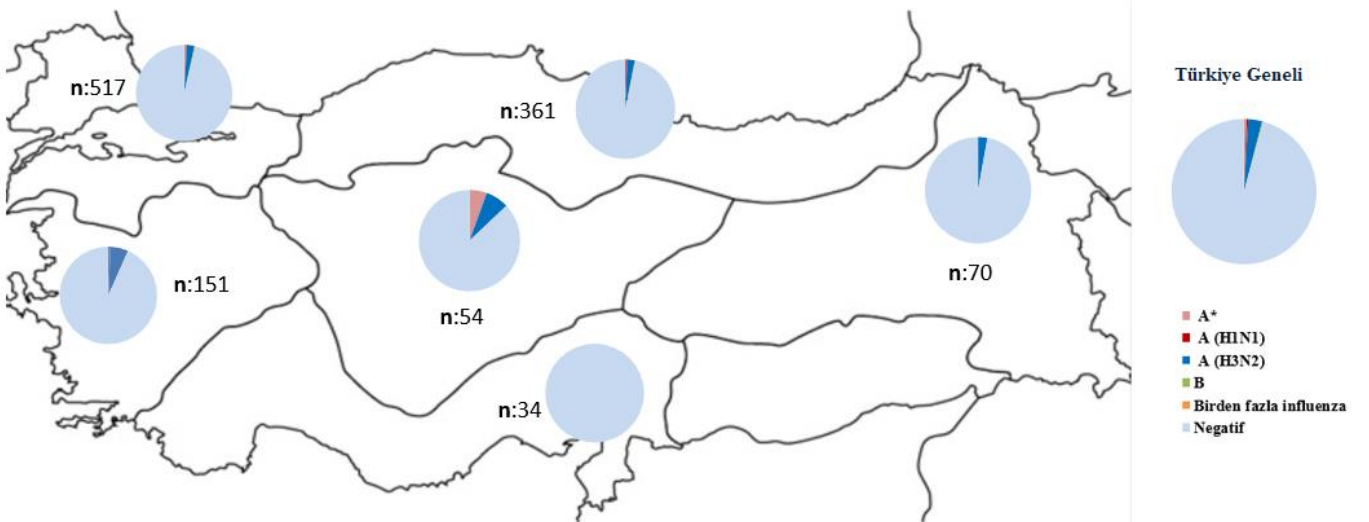 n:517
n:361
n:151
n:54
n:70
n:34
Türkiye Geneli
A*
A (H1N1)
A (H3N2)
B
Birden fazla influenza
Negatif